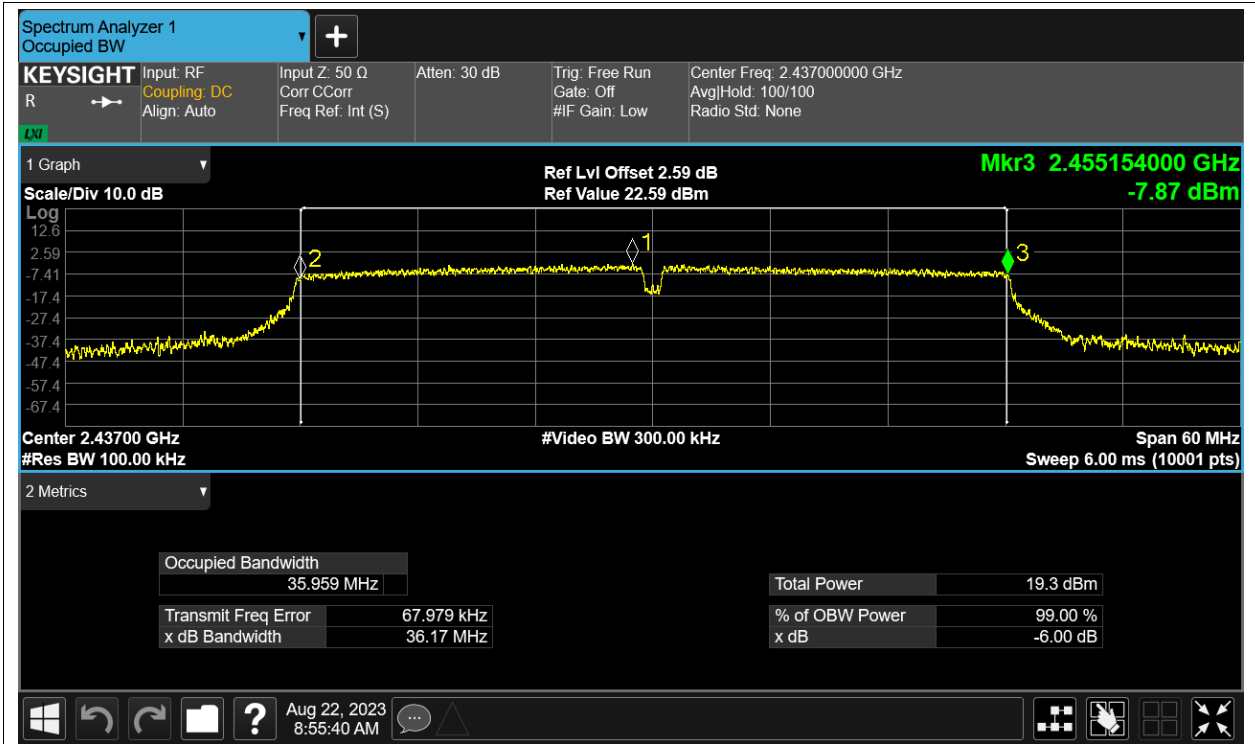 Spectrum Analyzer 1
Occupied BW
KEYSIGHT
R
LXI
Input: RF
Coupling: DC
Align: Auto
Input Z: 50 Ω
Corr CCorr
Freq Ref: Int (S)
Atten: 30 dB
Trig: Free Run
Gate: Off
#IF Gain: Low
Center Freq: 2.437000000 GHz
Avg|Hold: 100/100
Radio Std: None
1 Graph
Scale/Div 10.0 dB
Ref Lvl Offset 2.59 dB
Ref Value 22.59 dBm
Mkr3 2.455154000 GHz
-7.87 dBm
Log
12.6
2.59
-7.41
-17.4
-27.4
-37.4
-47.4
-57.4
-67.4
2
1
3
Center 2.43700 GHz
#Res BW 100.00 kHz
#Video BW 300.00 kHz
Span 60 MHz
Sweep 6.00 ms (10001 pts)
2 Metrics
Occupied Bandwidth
35.959 MHz
Transmit Freq Error 67.979 kHz
x dB Bandwidth 36.17 MHz
Total Power 19.3 dBm
% of OBW Power 99.00 %
x dB -6.00 dB
?
Aug 22, 2023
8:55:40 AM